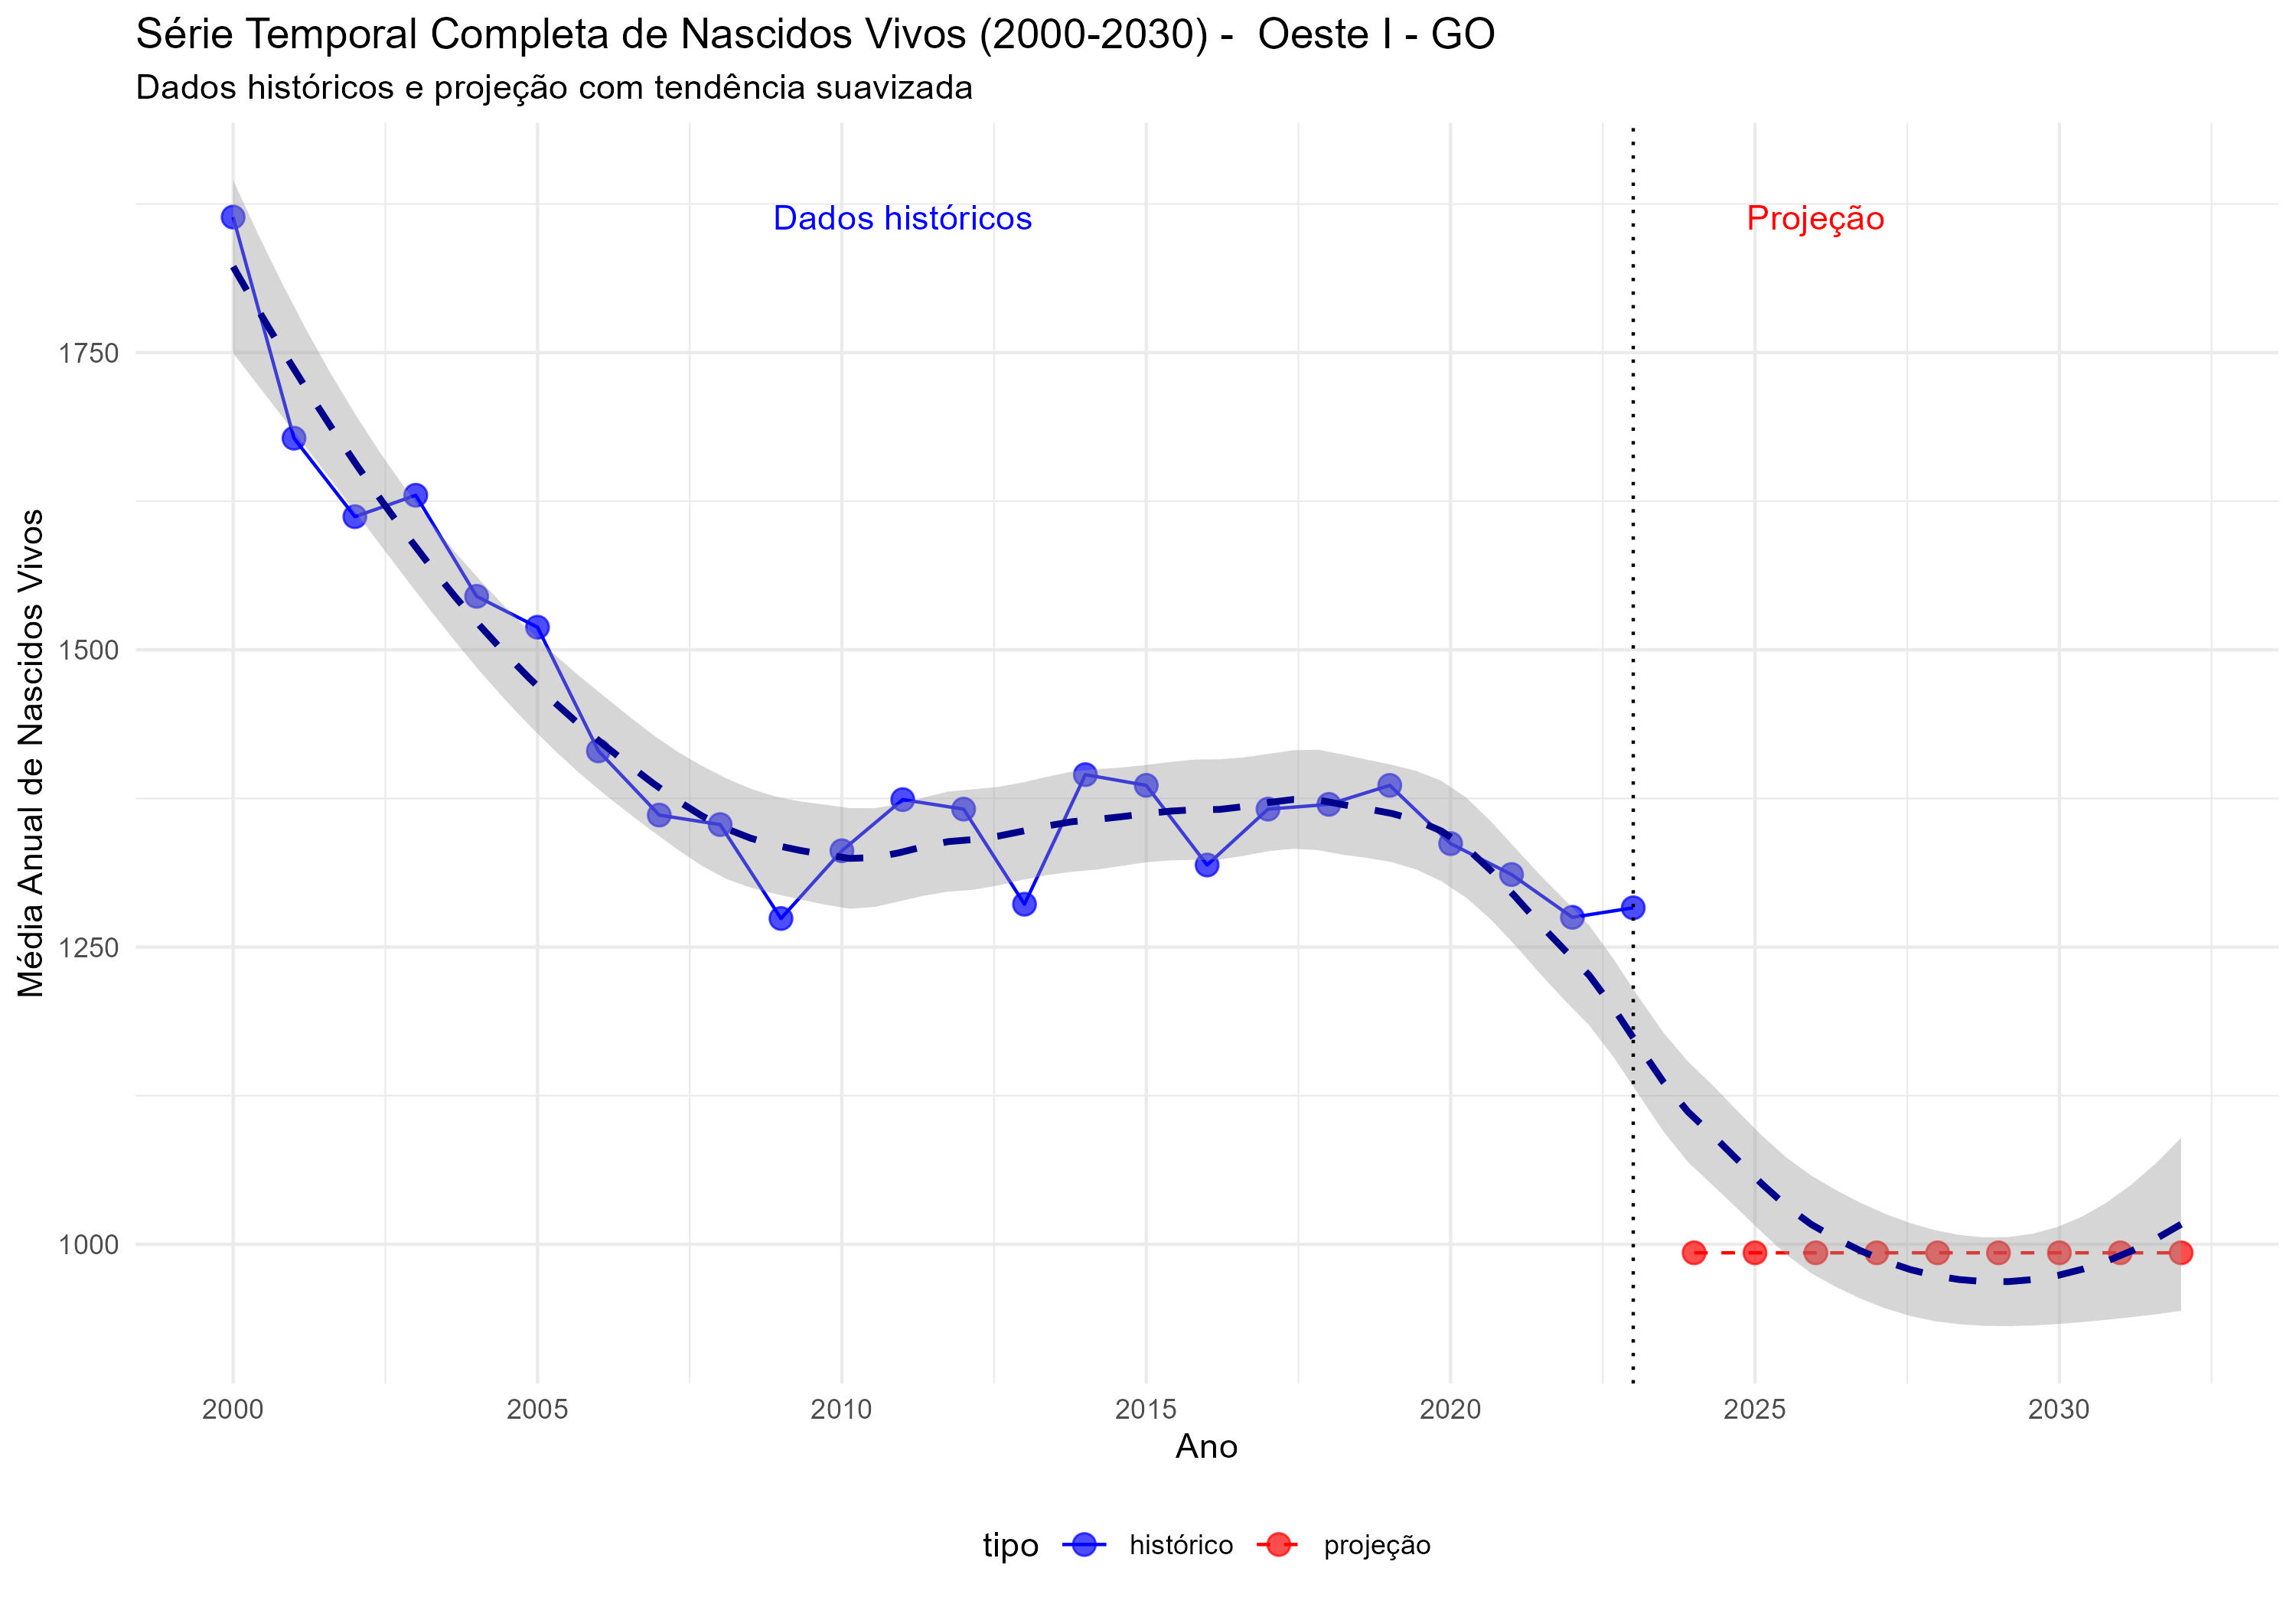 Série Temporal Completa de Nascidos Vivos (2000-2030) -  Oeste I - GO
Dados históricos e projeção com tendência suavizada
Dados históricos
Projeção
Média Anual de Nascidos Vivos
1750
1500
1250
1000
2000 2005 2010 2015 2020 2025 2030
Ano
tipo histórico projeção